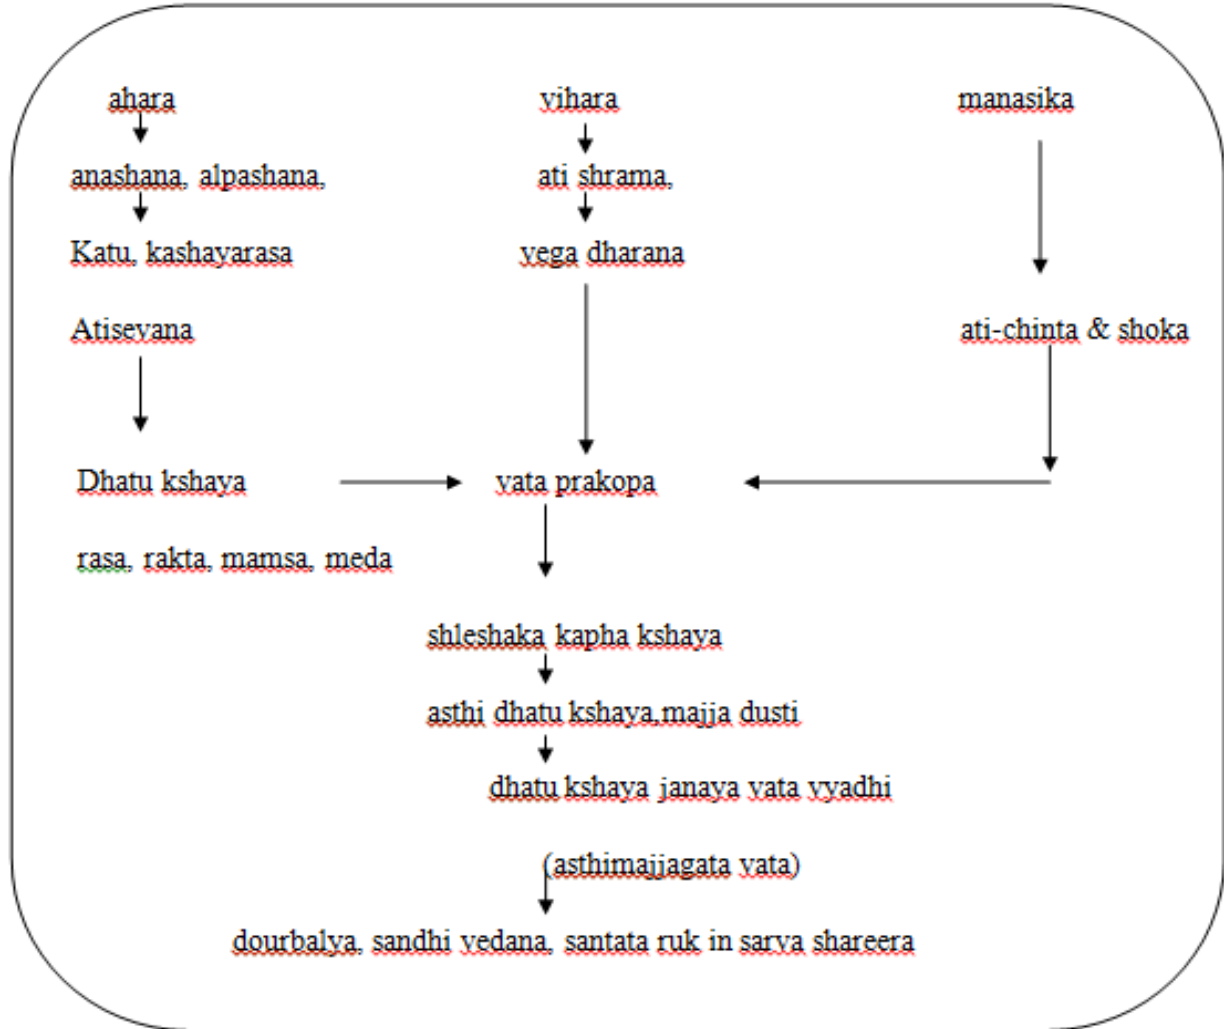 ahara vihara manasika
anashana, alpashana, ati shrama,
Katu, kashayarasa vega dharana
Atisevana ati-chinta & shoka
Dhatu kshaya vata prakopa
rasa, rakta, mamsa, meda
shleshaka kapha kshaya
asthi dhatu kshaya,majja dusti
dhatu kshaya janaya vata vyadhi
(asthimajjagata vata)
dourbalya, sandhi vedana, santata ruk in sarva shareera